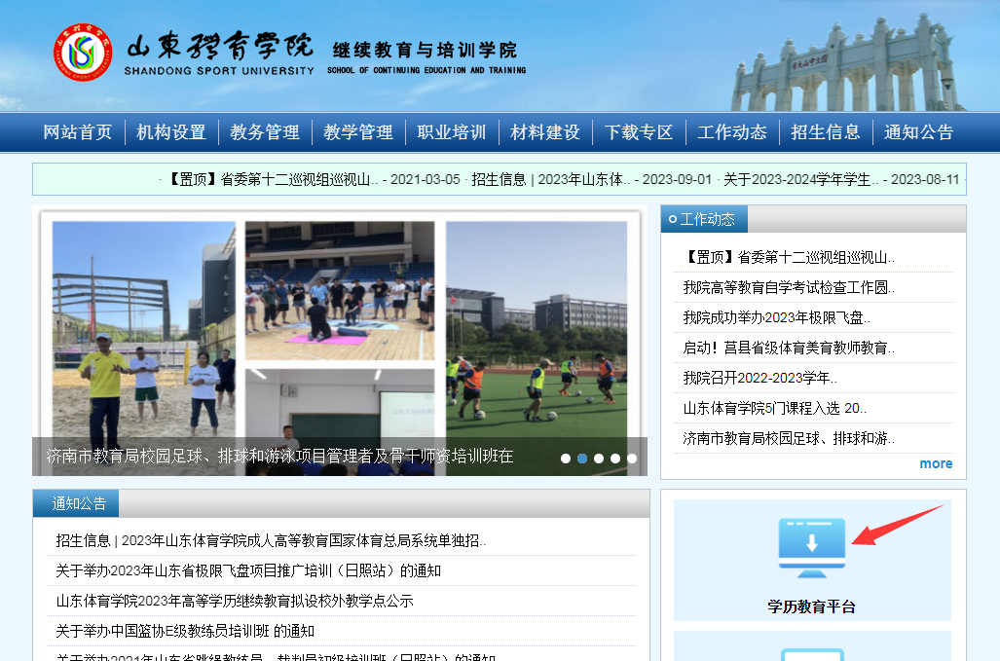 山東體育學院
SHANDONG SPORT UNIVERSITY
继续教育与培训学院
SCHOOL OF CONTINUING EDUCATION AND TRAINING
网站首页 机构设置 教务管理 教学管理 职业培训 材料建设 下载专区 工作动态 招生信息 通知公告
· 【置顶】省委第十二巡视组巡视山.. - 2021-03-05 · 招生信息 | 2023年山东体.. - 2023-09-01 · 关于2023-2024学年学生.. - 2023-08-11 ·
济南市教育局校园足球、排球和游泳项目管理者及骨干师资培训班在
工作动态
【置顶】省委第十二巡视组巡视山..
我院高等教育自学考试检查工作圆..
我院成功举办2023年极限飞盘..
启动！莒县省级体育美育教师教育..
我院召开2022-2023学年..
山东体育学院5门课程入选 20..
济南市教育局校园足球、排球和游..
more
通知公告
招生信息 | 2023年山东体育学院成人高等教育国家体育总局系统单独招..
关于举办2023年山东省极限飞盘项目推广培训（日照站）的通知
山东体育学院2023年高等学历继续教育拟设校外教学点公示
关于举办中国篮协E级教练员培训班 的通知
关于举办2021年山东省跳绳教练员、裁判员初级培训班（日照站）的通知
学历教育平台